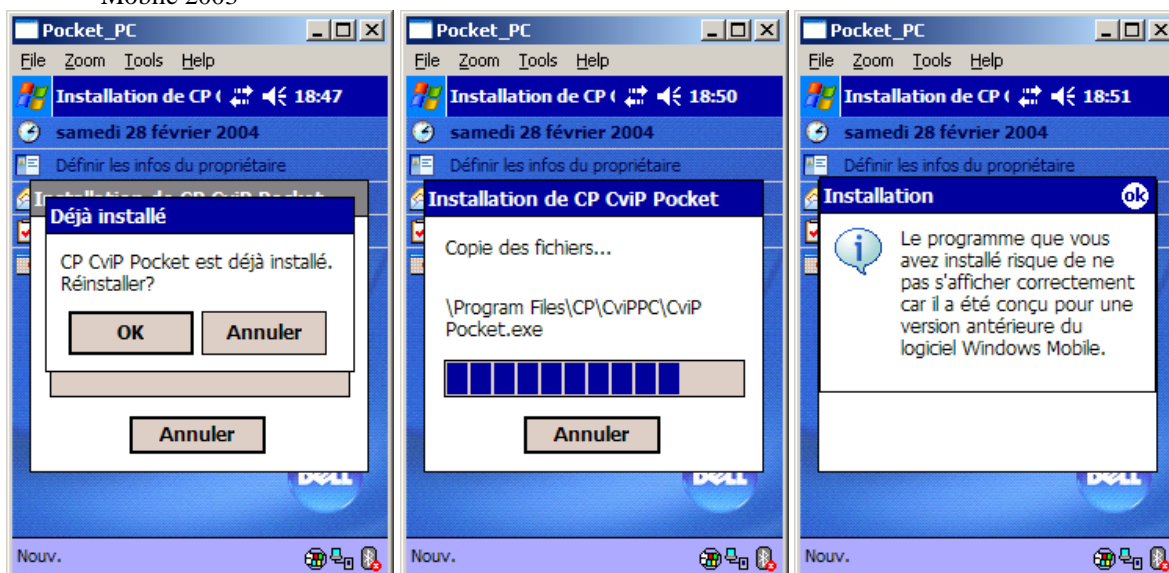 Mobile 2003
Pocket_PC
File Zoom Tools Help
Installation de CP ( 18:47
samedi 28 février 2004
Définir les infos du propriétaire
Déjà installé
CP CviP Pocket est déjà installé.
Réinstaller?
OK Annuler
Annuler
DELL
Nouv.
Pocket_PC
File Zoom Tools Help
Installation de CP ( 18:50
samedi 28 février 2004
Définir les infos du propriétaire
Installation de CP CviP Pocket
Copie des fichiers...
\Program Files\CP\CviPPC\CviP
Pocket.exe
Annuler
DELL
Nouv.
Pocket_PC
File Zoom Tools Help
Installation de CP ( 18:51
samedi 28 février 2004
Définir les infos du propriétaire
Installation ok
Le programme que vous
avez installé risque de ne
pas s'afficher correctement
car il a été conçu pour une
version antérieure du
logiciel Windows Mobile.
DELL
Nouv.